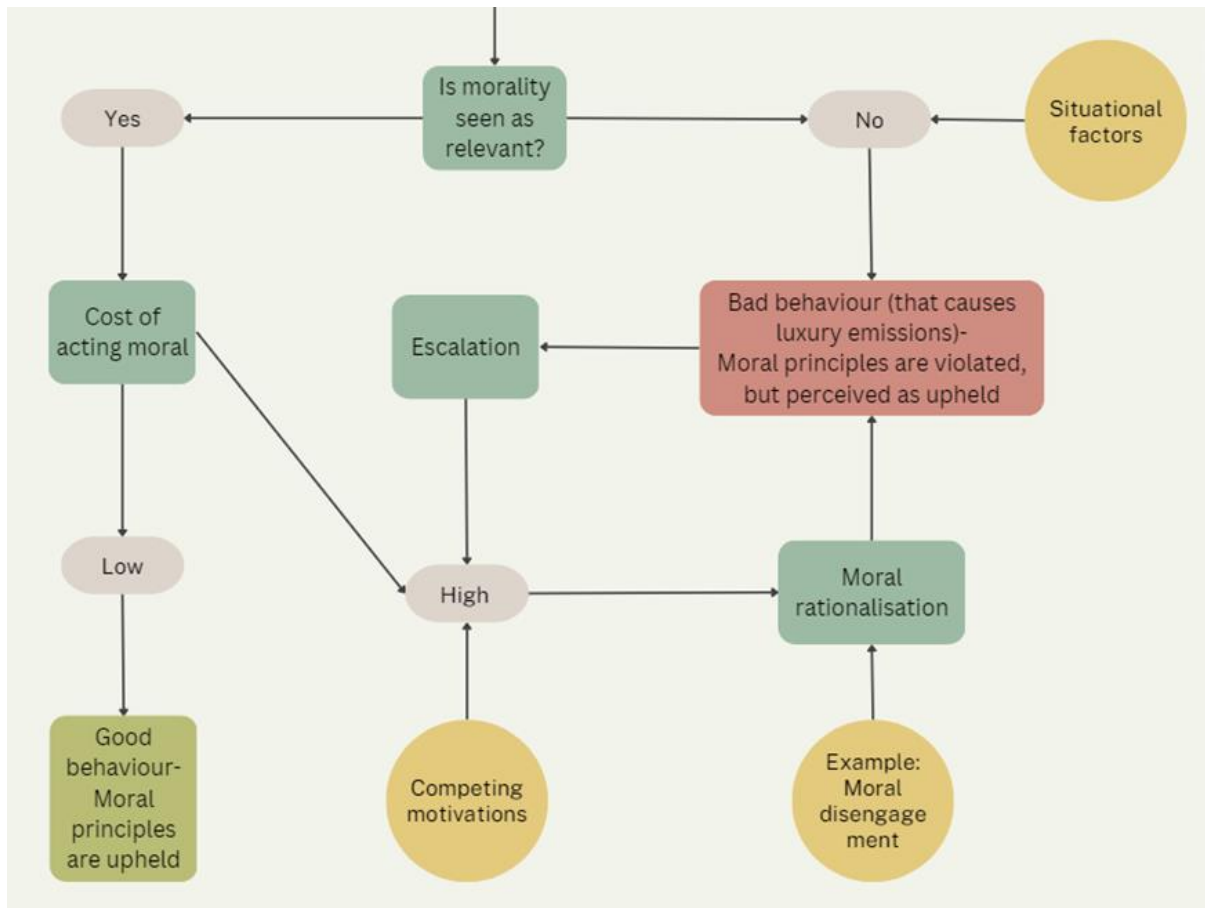 Is morality
seen as
relevant?
Yes
No
Situational
factors
Cost of
acting moral
Escalation
Bad behaviour (that causes
luxury emissions)-
Moral principles are violated,
but perceived as upheld
Low
High
Moral
rationalisation
Good
behaviour-
Moral
principles
are upheld
Competing
motivations
Example:
Moral
disengage
ment